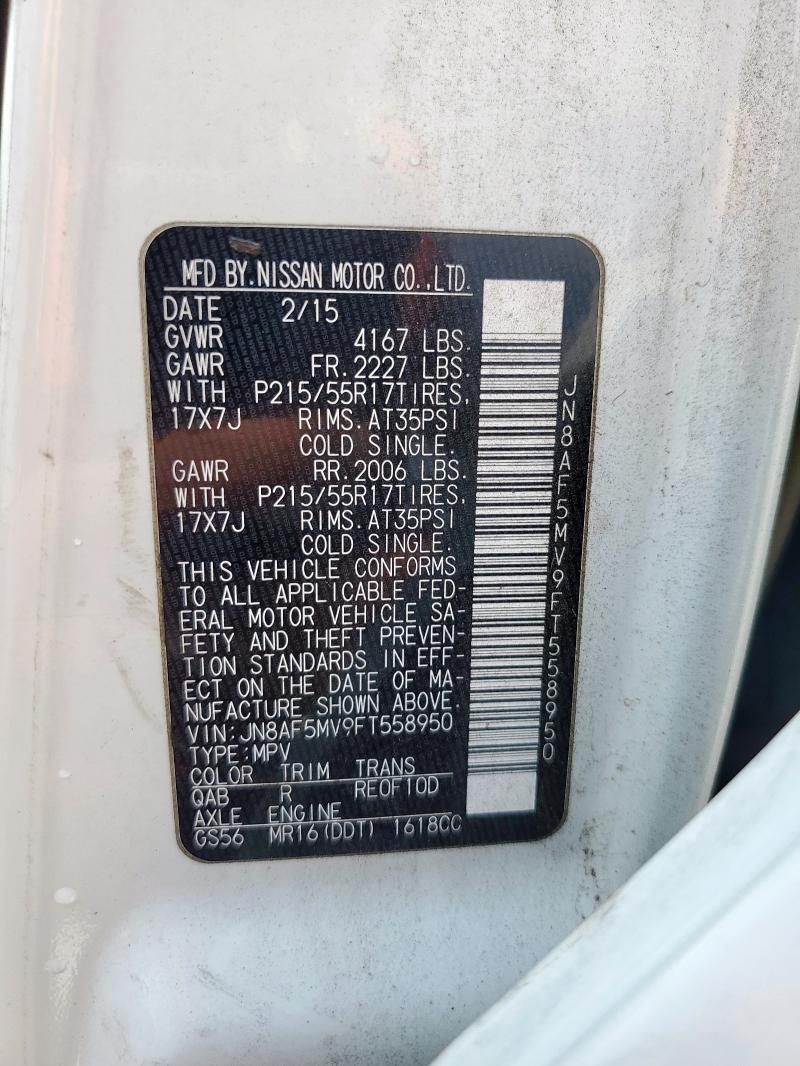 MFD BY.NISSAN MOTOR CO.,LTD.
DATE 2/15
GVWR 4167 LBS.
GAWR FR.2227 LBS.
WITH P215/55R17TIRES,
17X7J RIMS.AT35PSI
COLD SINGLE.
GAWR RR.2006 LBS.
WITH P215/55R17TIRES,
17X7J RIMS.AT35PSI
COLD SINGLE.
THIS VEHICLE CONFORMS
TO ALL APPLICABLE FED-
ERAL MOTOR VEHICLE SA-
FETY AND THEFT PREVEN-
TION STANDARDS IN EFF-
ECT ON THE DATE OF MA-
NUFACTURE SHOWN ABOVE.
VIN:JN8AF5MV9FT558950
TYPE:MPV
COLOR TRIM TRANS
QAB R RE0F10D
AXLE ENGINE
GS56 MR16(DDT) 1618CC
JN8AF5MV9FT558950